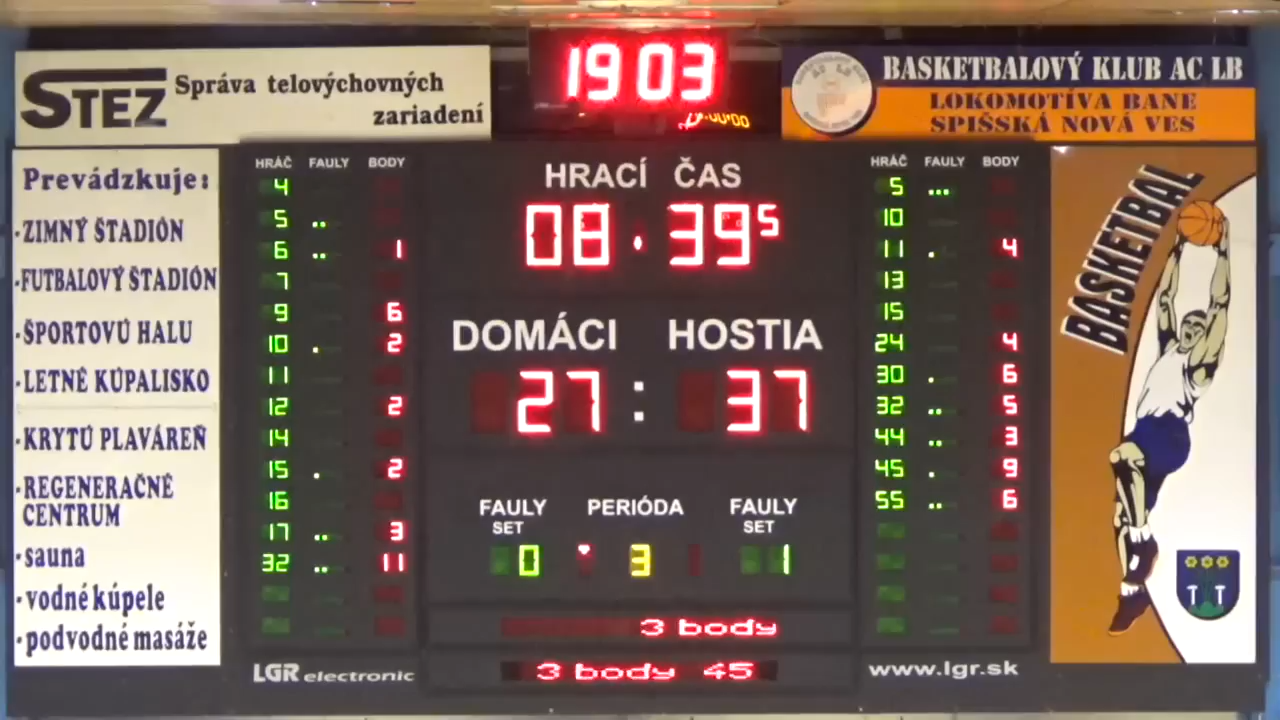 STEZ Správa telovýchovných
zariadení
19 03
BASKETBALOVÝ KLUB AC LB
LOKOMOTÍVA BANE
SPIŠSKÁ NOVÁ VES
Prevádzkuje:
-ZIMNÝ ŠTADIÓN
-FUTBALOVÝ ŠTADIÓN
-ŠPORTOVÚ HALU
-LETNÉ KÚPALISKO
-KRYTÚ PLAVÁREŇ
-REGENERAČNÉ
CENTRUM
-sauna
-vodné kúpele
-podvodné masáže
HRÁČ FAULY BODY
4
5 ..
6 .. 1
7
9 6
10 . 2
11
12 2
14
15 . 2
16
17 .. 3
32 .. 11
LGR electronic
HRACÍ ČAS
08.39 5
DOMÁCI HOSTIA
27 : 37
FAULY PERIÓDA FAULY
SET SET
0 3 1
3 body
3 body 45
HRÁČ FAULY BODY
5 ...
10
11 . 4
13
15
24 4
30 . 6
32 .. 5
44 .. 3
45 . 9
55 .. 6
www.lgr.sk
BASKETBAL
T T